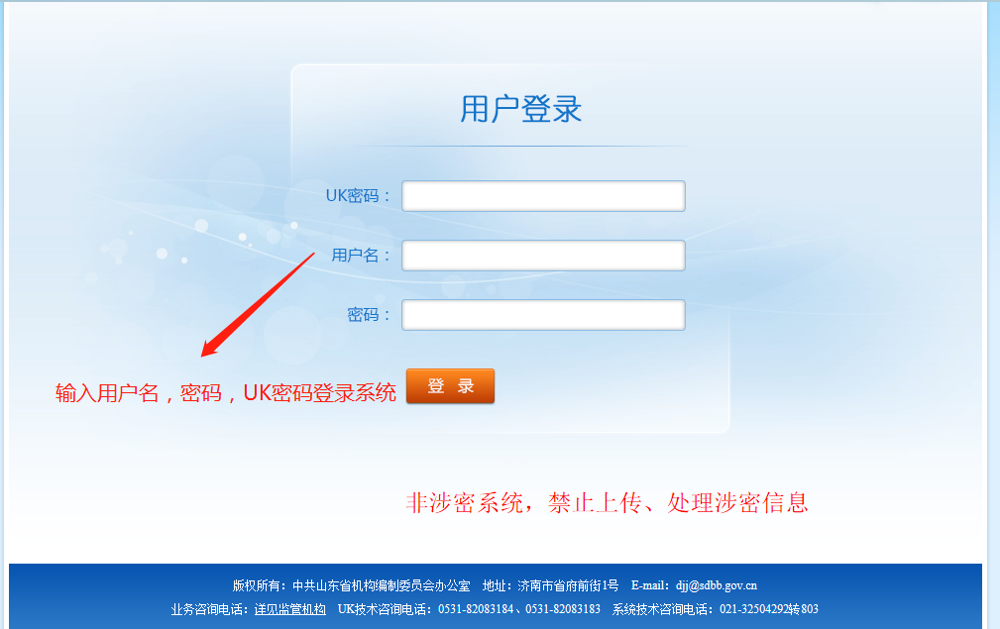 用户登录
UK密码：
用户名：
密码：
输入用户名，密码，UK密码登录系统
登 录
非涉密系统，禁止上传、处理涉密信息
版权所有：中共山东省机构编制委员会办公室 地址：济南市省府前街1号 E-mail：djj@sdbb.gov.cn
业务咨询电话：详见监管机构 UK技术咨询电话：0531-82083184、0531-82083183 系统技术咨询电话：021-32504292转803